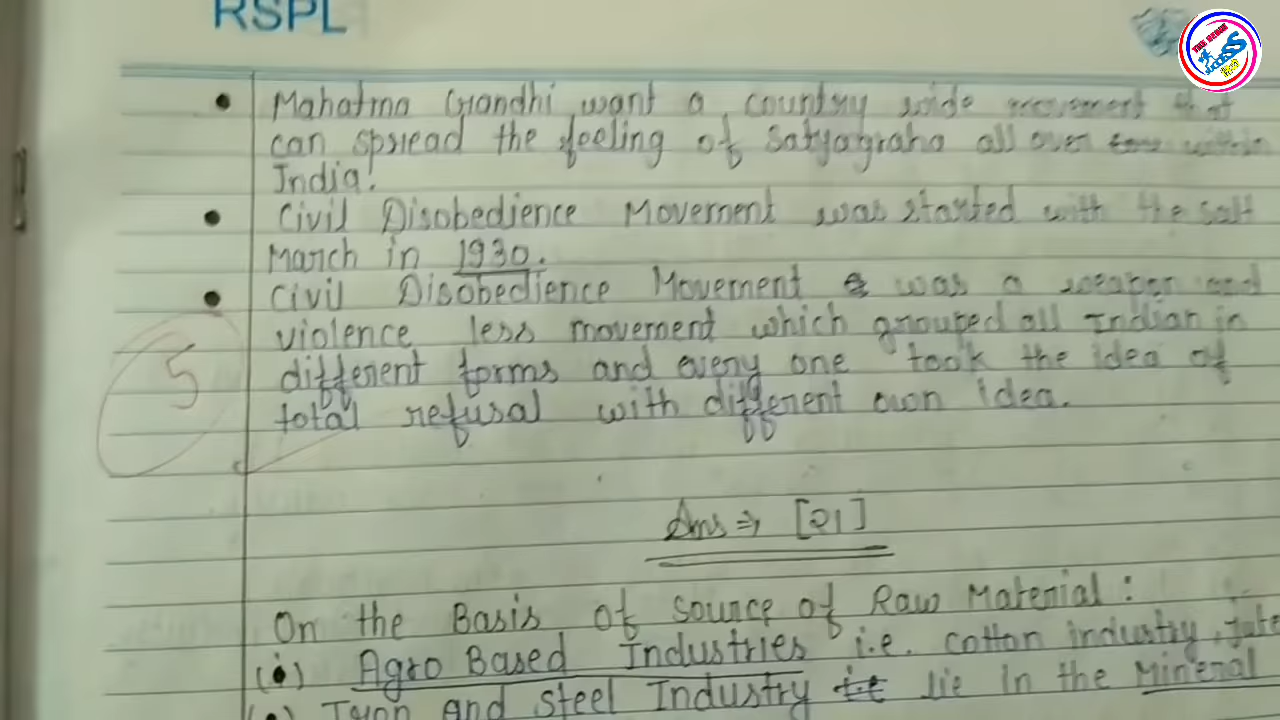 RSPL
• Mahatma Gandhi want a country wide movement that
can spread the feeling of Satyagraha all over within
India!
• Civil Disobedience Movement was started with the salt
March in 1930.
• Civil Disobedience Movement was a weapon and
violence less movement which grouped all Indian in
different forms and every one took the idea of
total refusal with different own idea.
5
Ans ⇒ [21]
On the Basis of source of Raw Material :
(i) Agro Based Industries i.e. cotton industry, jute
Iron and Steel Industry lie in the Mineral